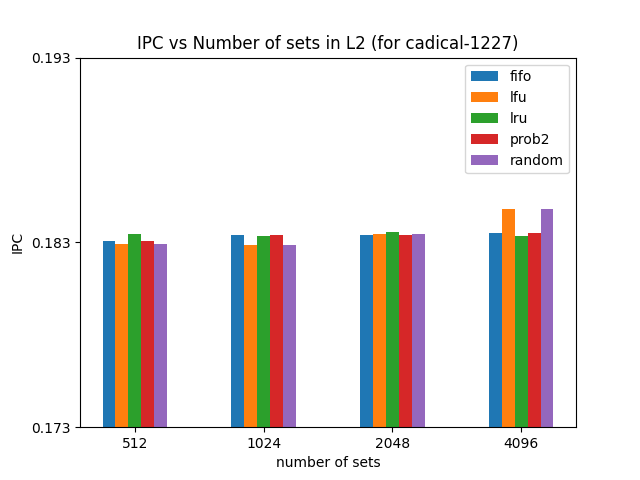 IPC vs Number of sets in L2 (for cadical-1227)
0.193
fifo
lfu
lru
prob2
random
IPC
0.183
0.173
512
1024
2048
4096
number of sets